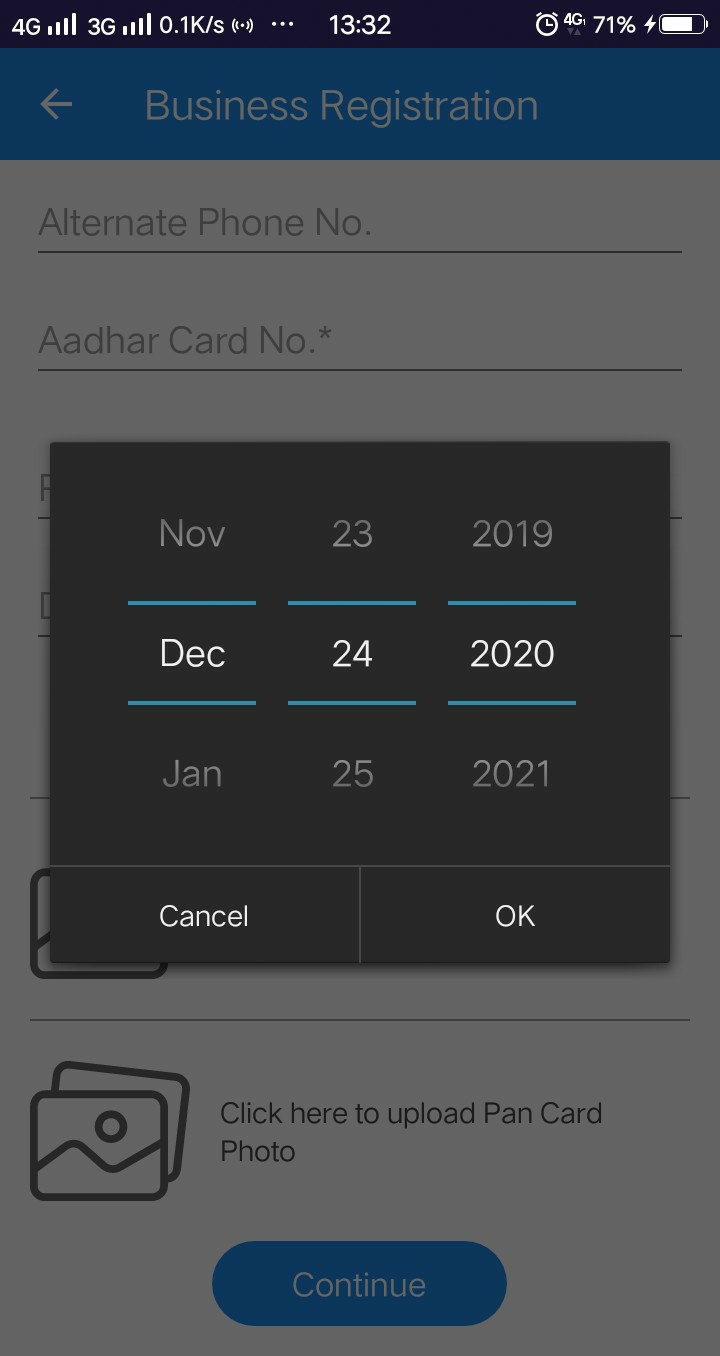 4G 3G 0.1K/s ... 13:32 4G 71%
Business Registration
Alternate Phone No.
Aadhar Card No.*
Nov 23 2019
Dec 24 2020
Jan 25 2021
Cancel OK
Click here to upload Pan Card
Photo
Continue